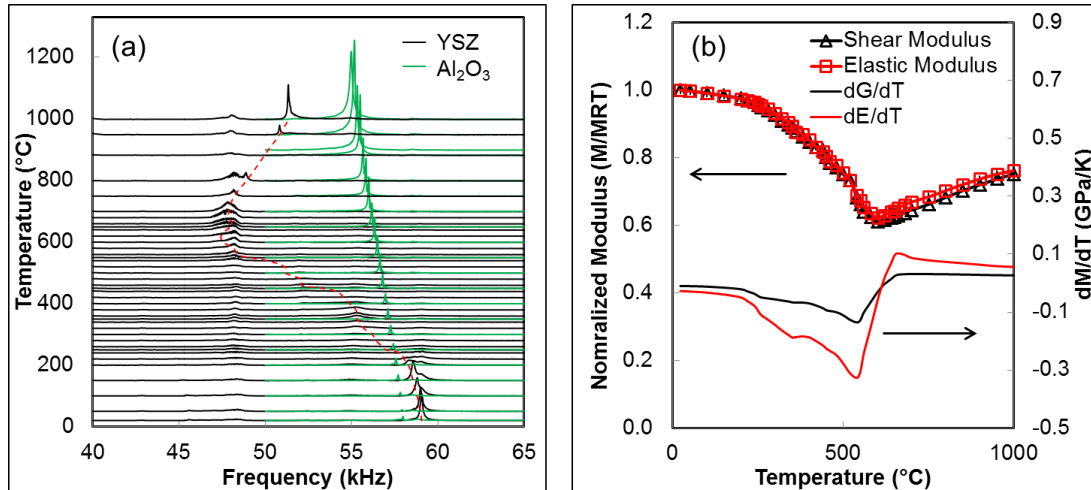 (a)
YSZ
Al₂O₃
Temperature (°C)
1200
1000
800
600
400
200
0
40 45 50 55 60 65
Frequency (kHz)
(b)
Shear Modulus
Elastic Modulus
dG/dT
dE/dT
Nomralized Modulus (M/MRT)
1.2
1.0
0.8
0.6
0.4
0.2
0.0
0.9
0.7
0.5
0.3
0.1
-0.1
-0.3
-0.5
dM/dT (GPa/K)
0 500 1000
Temperature (°C)